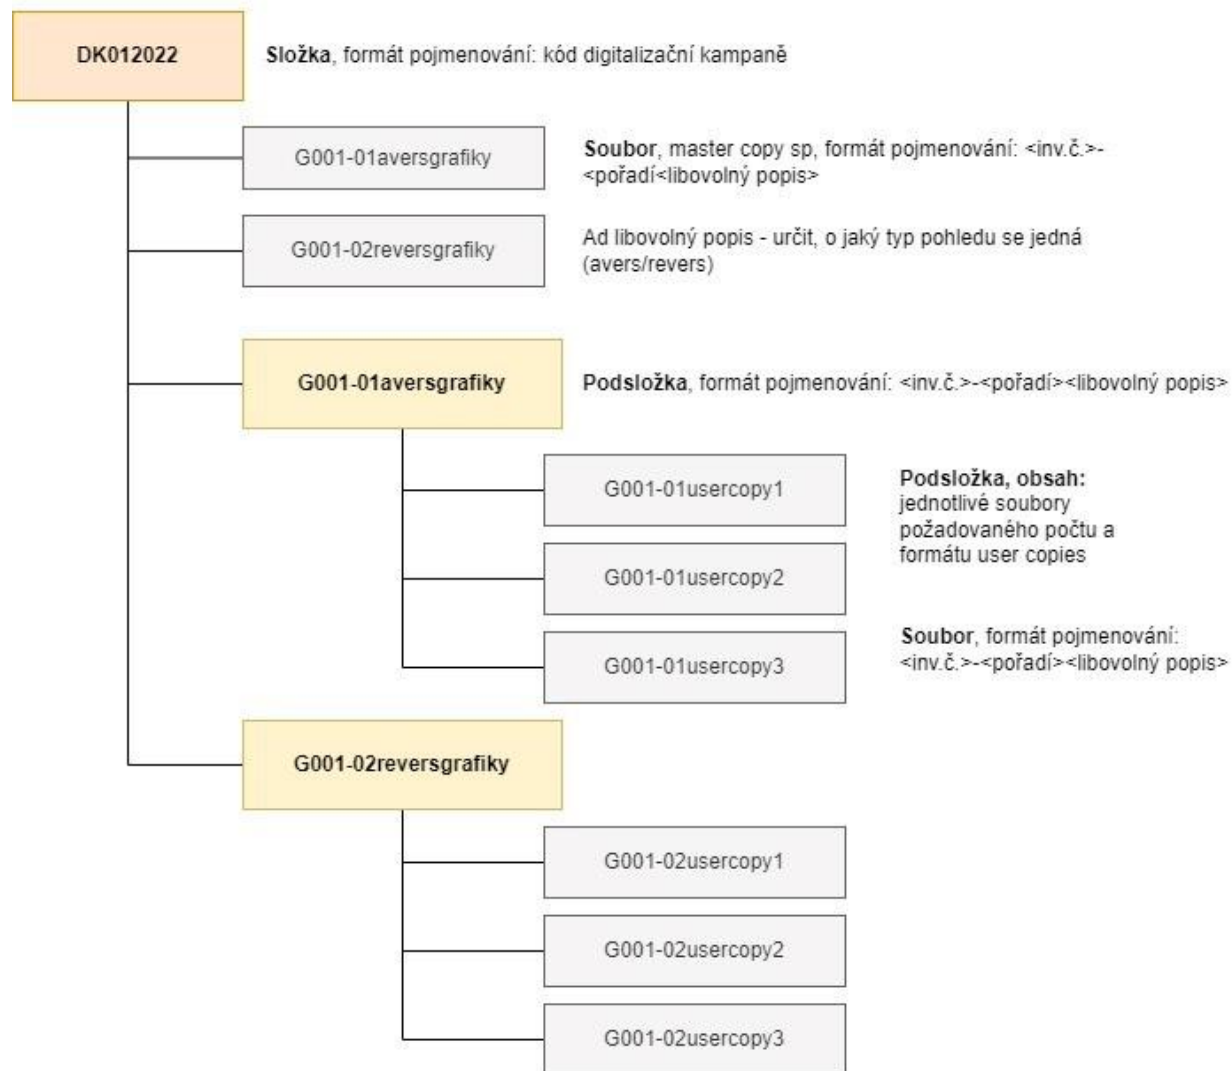 DK012022
Složka, formát pojmenování: kód digitalizační kampaně
G001-01aversgrafiky
Soubor, master copy sp, formát pojmenování: <inv.č.>-
<pořadí<libovolný popis>
G001-02reversgrafiky
Ad libovolný popis - určit, o jaký typ pohledu se jedná
(avers/revers)
G001-01aversgrafiky
Podsložka, formát pojmenování: <inv.č.>-<pořadí><libovolný popis>
G001-01usercopy1
Podsložka, obsah:
jednotlivé soubory
požadovaného počtu a
formátu user copies
G001-01usercopy2
G001-01usercopy3
Soubor, formát pojmenování:
<inv.č.>-<pořadí><libovolný popis>
G001-02reversgrafiky
G001-02usercopy1
G001-02usercopy2
G001-02usercopy3